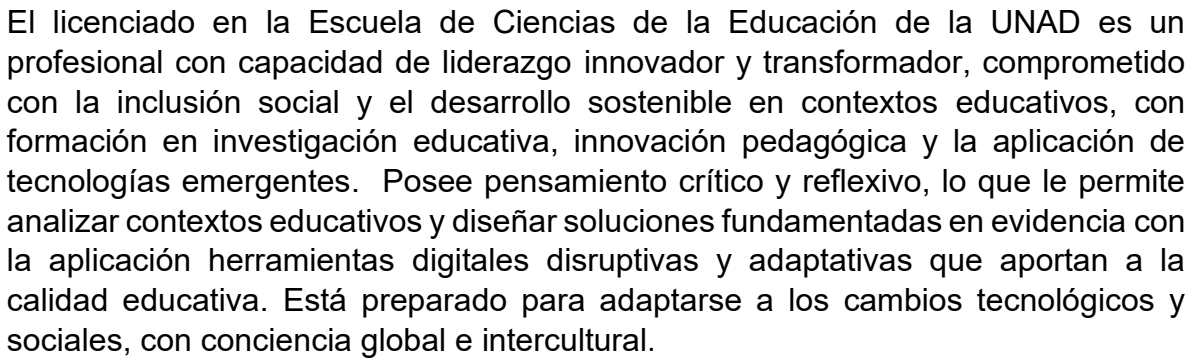 El licenciado en la Escuela de Ciencias de la Educación de la UNAD es un
profesional con capacidad de liderazgo innovador y transformador, comprometido
con la inclusión social y el desarrollo sostenible en contextos educativos, con
formación en investigación educativa, innovación pedagógica y la aplicación de
tecnologías emergentes.  Posee pensamiento crítico y reflexivo, lo que le permite
analizar contextos educativos y diseñar soluciones fundamentadas en evidencia con
la aplicación herramientas digitales disruptivas y adaptativas que aportan a la
calidad educativa. Está preparado para adaptarse a los cambios tecnológicos y
sociales, con conciencia global e intercultural.